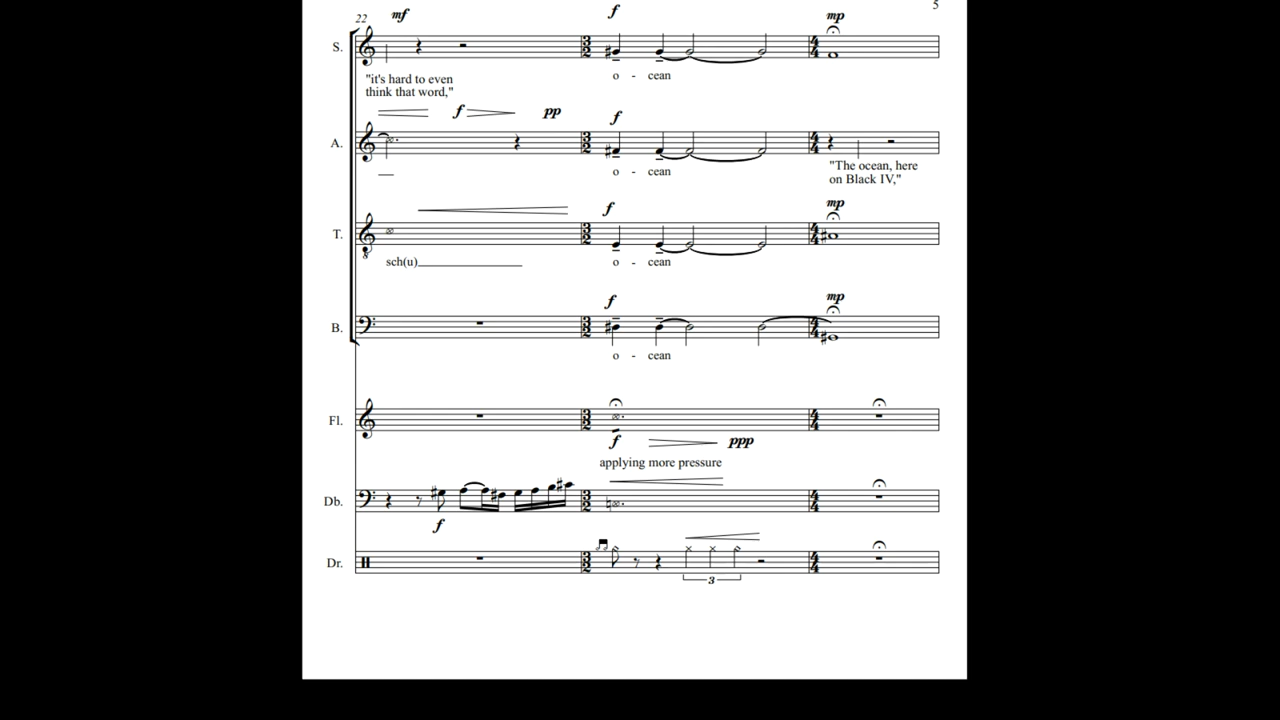 5
22
mf
f
mp
S.
"it's hard to even
think that word,"
o - cean
f
pp
f
A.
o - cean
"The ocean, here
on Black IV,"
f
mp
T.
8
sch(u)
o - cean
f
mp
B.
o - cean
Fl.
f
ppp
applying more pressure
Db.
f
Dr.
3